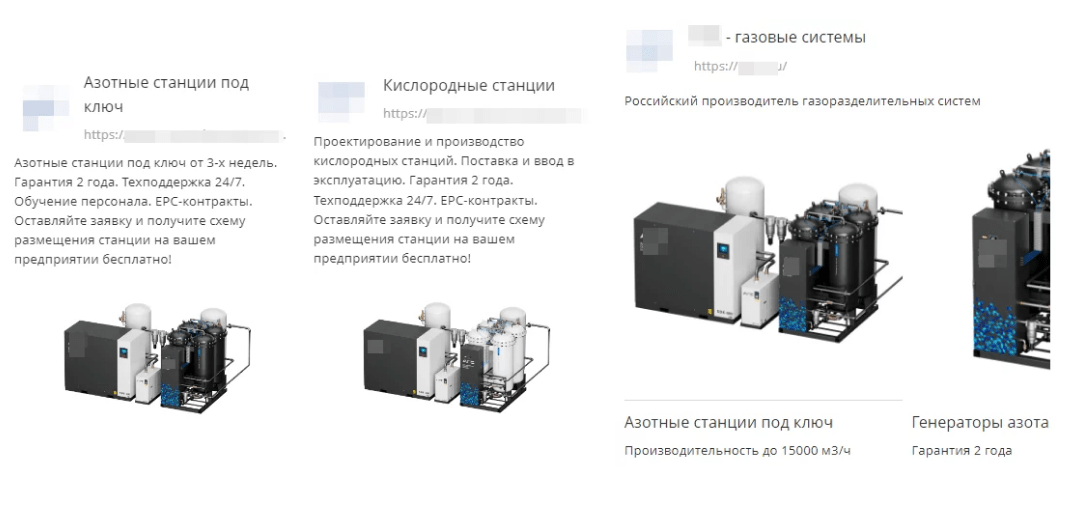 Азотные станции под
ключ
https:/
Азотные станции под ключ от 3-х недель.
Гарантия 2 года. Техподдержка 24/7.
Обучение персонала. EPC-контракты.
Оставляйте заявку и получите схему
размещения станции на вашем
предприятии бесплатно!
Кислородные станции
https:/
Проектирование и производство
кислородных станций. Поставка и ввод в
эксплуатацию. Гарантия 2 года.
Техподдержка 24/7. EPC-контракты.
Оставляйте заявку и получите схему
размещения станции на вашем
предприятии бесплатно!
- газовые системы
https:// u/
Российский производитель газоразделительных систем
Азотные станции под ключ
Производительность до 15000 м3/ч
Генераторы азота
Гарантия 2 года